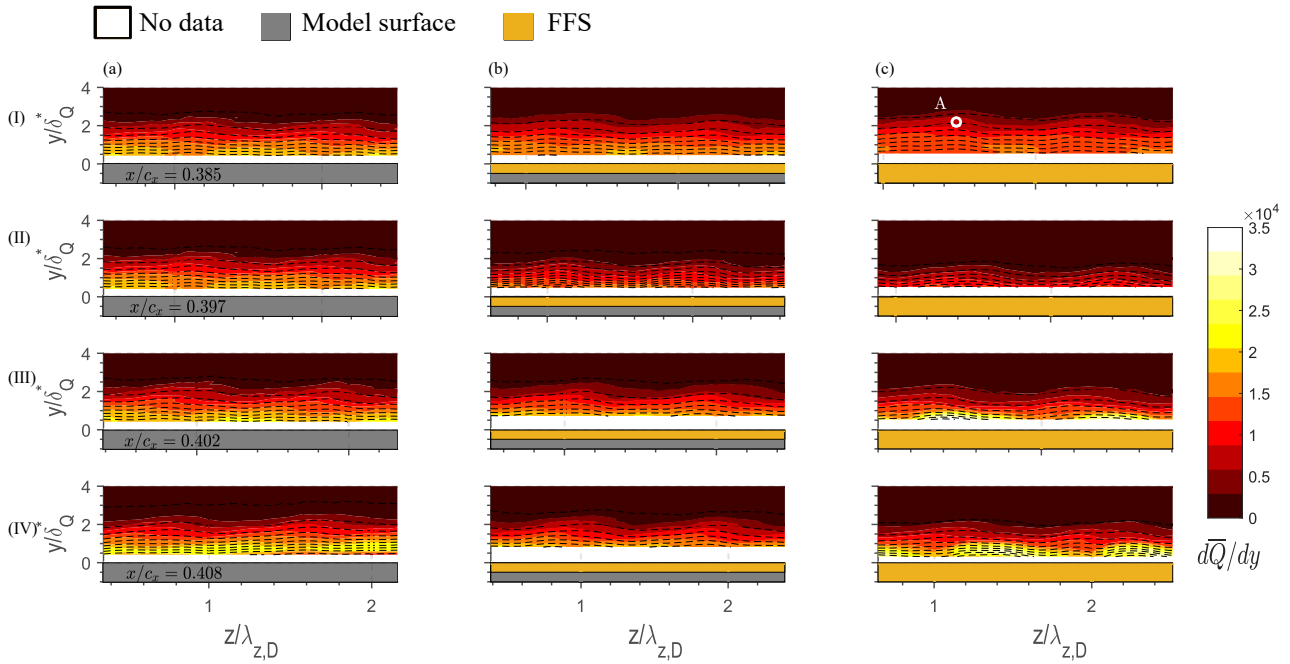 No data Model surface FFS
(a) (b) (c)
(I) y/δ*Q 4 2 0 A
x/cx = 0.385
(II) y/δ*Q 4 2 0
x/cx = 0.397
×10⁴
3.5
3
2.5
2
1.5
1
0.5
0
(III) y/δ*Q 4 2 0
x/cx = 0.402
(IV) y/δ*Q 4 2 0
x/cx = 0.408
dQ̅/dy
1 2 1 2 1 2
z/λz,D z/λz,D z/λz,D